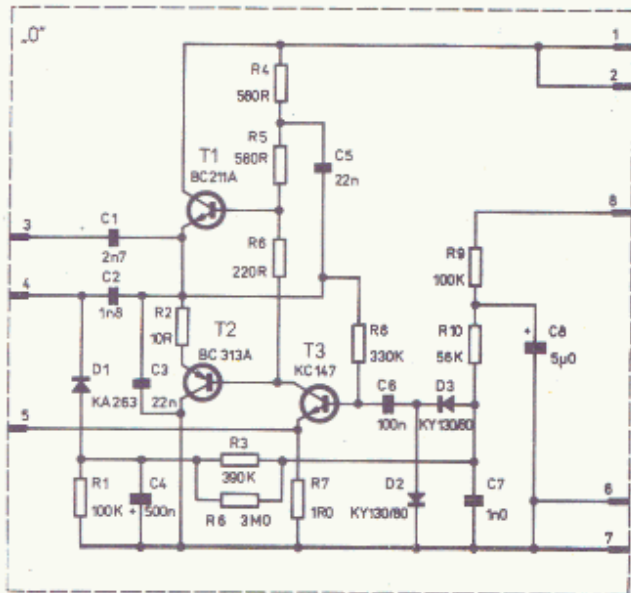 „O"
1
2
R4
580R
R5
580R
C5
22n
T1
BC211A
8
3
C1
2n7
R6
220R
R9
100K
4
C2
1n8
R2
10R
T2
BC 313A
T3
KC147
R8
330K
R10
56K
+
C8
5µ0
D1
KA263
C3
22n
C6
100n
D3
KY130/80
5
R3
390K
R1
100K
C4
+
500n
R6
3M0
R7
1R0
D2
KY130/80
C7
1n0
6
7